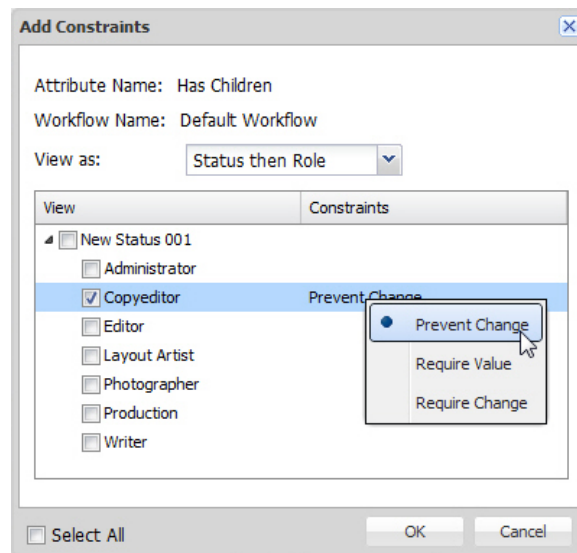 Add Constraints
Attribute Name: Has Children
Workflow Name: Default Workflow
View as: Status then Role
View Constraints
New Status 001
Administrator
Copyeditor Prevent Change
Editor
Layout Artist
Photographer
Production
Writer
Prevent Change
Require Value
Require Change
Select All OK Cancel